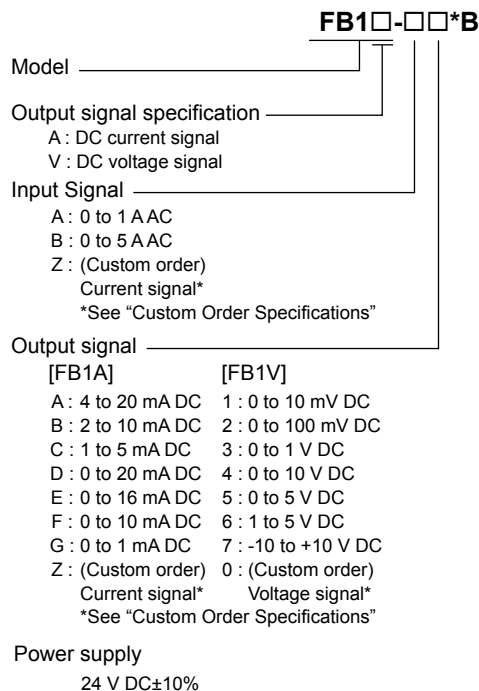 FB1□-□□*B
Model
Output signal specification
A : DC current signal
V : DC voltage signal
Input Signal
A : 0 to 1 A AC
B : 0 to 5 A AC
Z : (Custom order)
Current signal*
*See “Custom Order Specifications”
Output signal
[FB1A] [FB1V]
A : 4 to 20 mA DC 1 : 0 to 10 mV DC
B : 2 to 10 mA DC 2 : 0 to 100 mV DC
C : 1 to 5 mA DC 3 : 0 to 1 V DC
D : 0 to 20 mA DC 4 : 0 to 10 V DC
E : 0 to 16 mA DC 5 : 0 to 5 V DC
F : 0 to 10 mA DC 6 : 1 to 5 V DC
G : 0 to 1 mA DC 7 : -10 to +10 V DC
Z : (Custom order) 0 : (Custom order)
Current signal* Voltage signal*
*See “Custom Order Specifications”
Power supply
24 V DC±10%